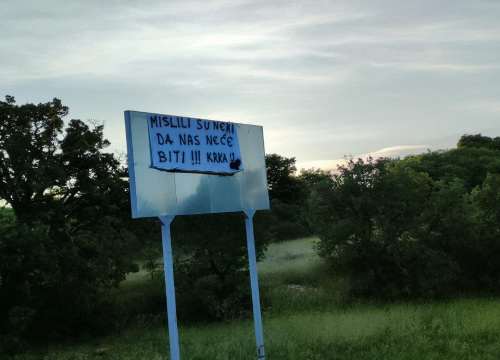 MISLILI SU NEKI
DA NAS NEĆE
BITI !!! KRKA